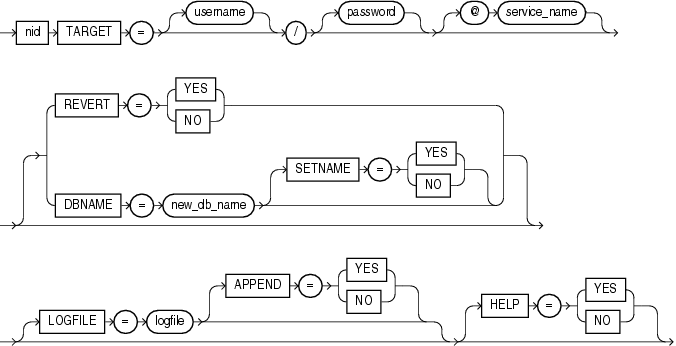 nid TARGET = username / password @ service_name
REVERT = YES
NO
DBNAME = new_db_name SETNAME = YES
NO
LOGFILE = logfile APPEND = YES
NO
HELP = YES
NO